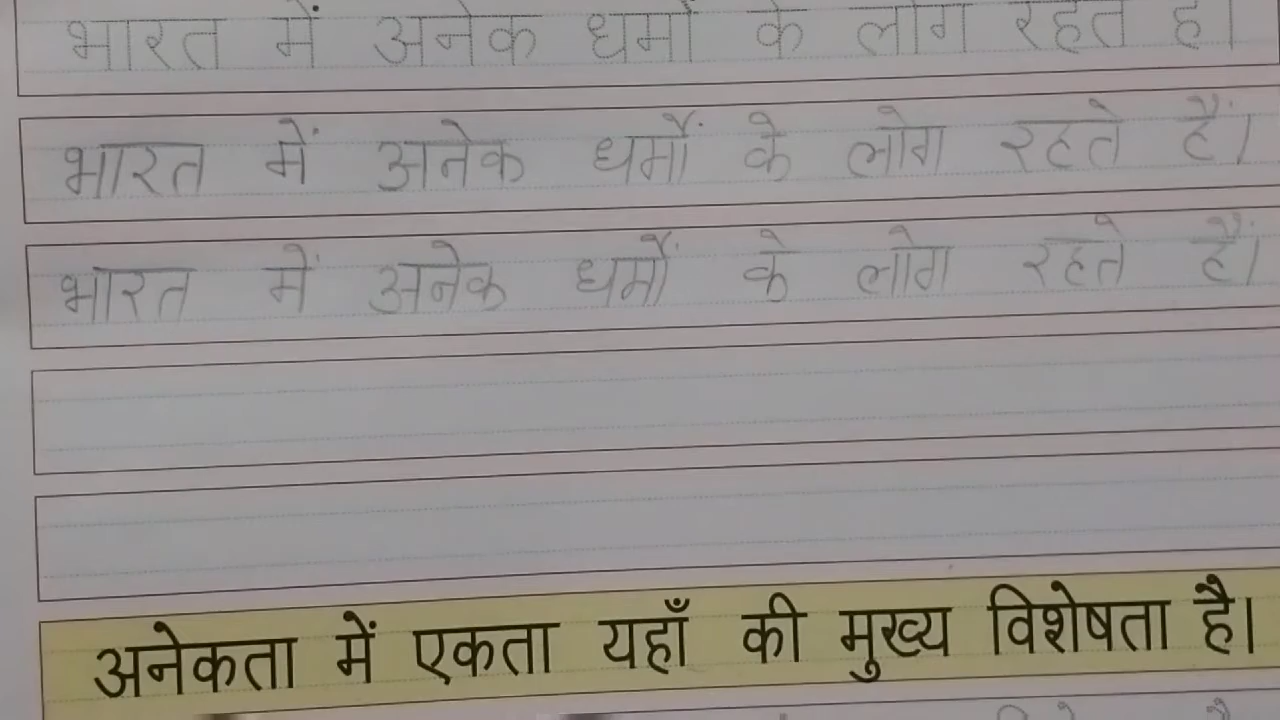 भारत में अनेक धर्मों के लोग रहते हैं।
भारत में अनेक धर्मों के लोग रहते हैं।
भारत में अनेक धर्मों के लोग रहते हैं।
अनेकता में एकता यहाँ की मुख्य विशेषता है।